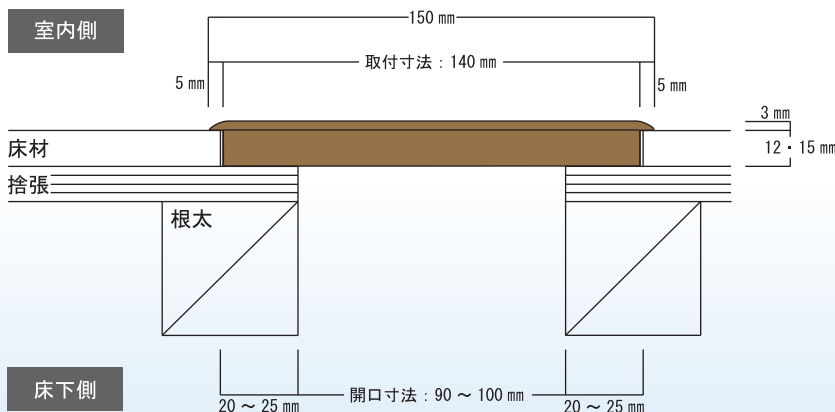 室内側
150 mm
取付寸法：140 mm
5 mm
5 mm
3 mm
床材
12・15 mm
捨張
根太
床下側
開口寸法：90 ～ 100 mm
20 ～ 25 mm
20 ～ 25 mm